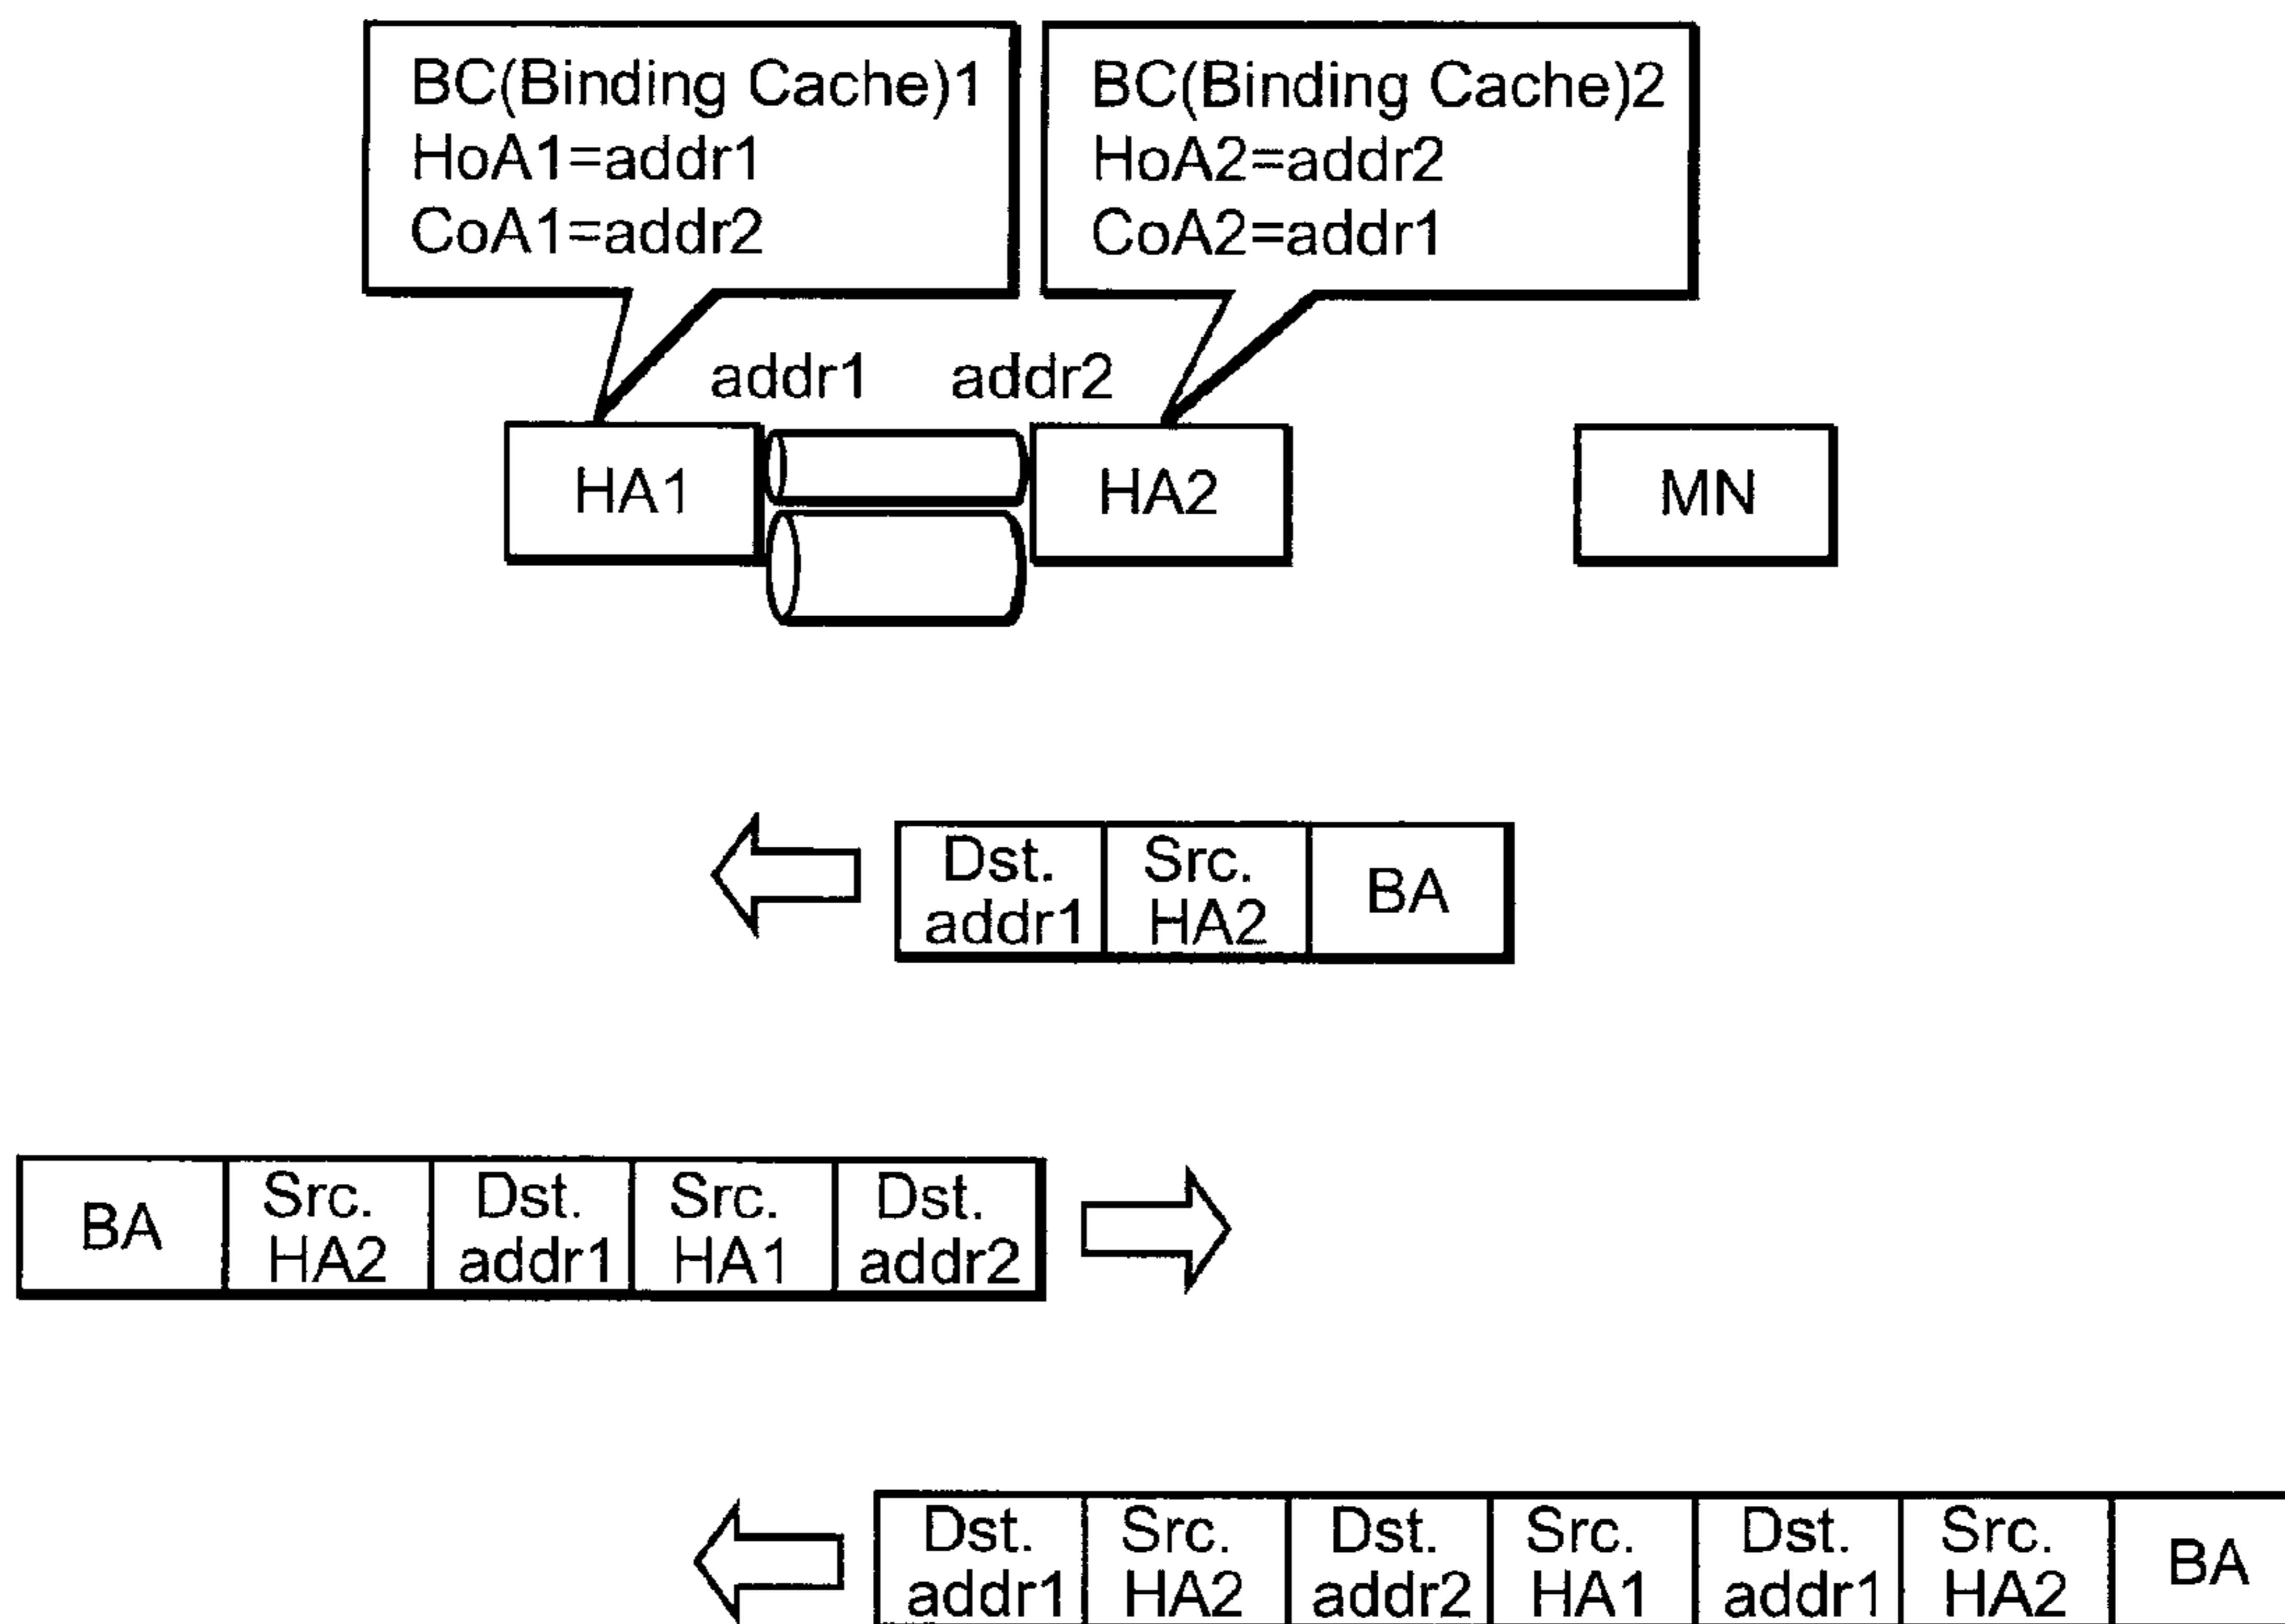 BC(Binding Cache)1
HoA1=addr1
CoA1=addr2
BC(Binding Cache)2
HoA2=addr2
CoA2=addr1
addr1 addr2
HA1 HA2 MN
Dst. Src. BA
addr1 HA2
BA Src. Dst. Src. Dst.
HA2 addr1 HA1 addr2
Dst. Src. Dst. Src. Dst. Src. BA
addr1 HA2 addr2 HA1 addr1 HA2